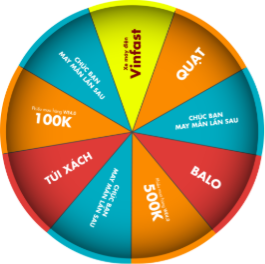 Xe máy điện
Vinfast
QUẠT
CHÚC BẠN
MAY MẮN LẦN SAU
BALO
500K
CHÚC BẠN
MAY MẮN LẦN SAU
TÚI XÁCH
100K
CHÚC BẠN
MAY MẮN LẦN SAU